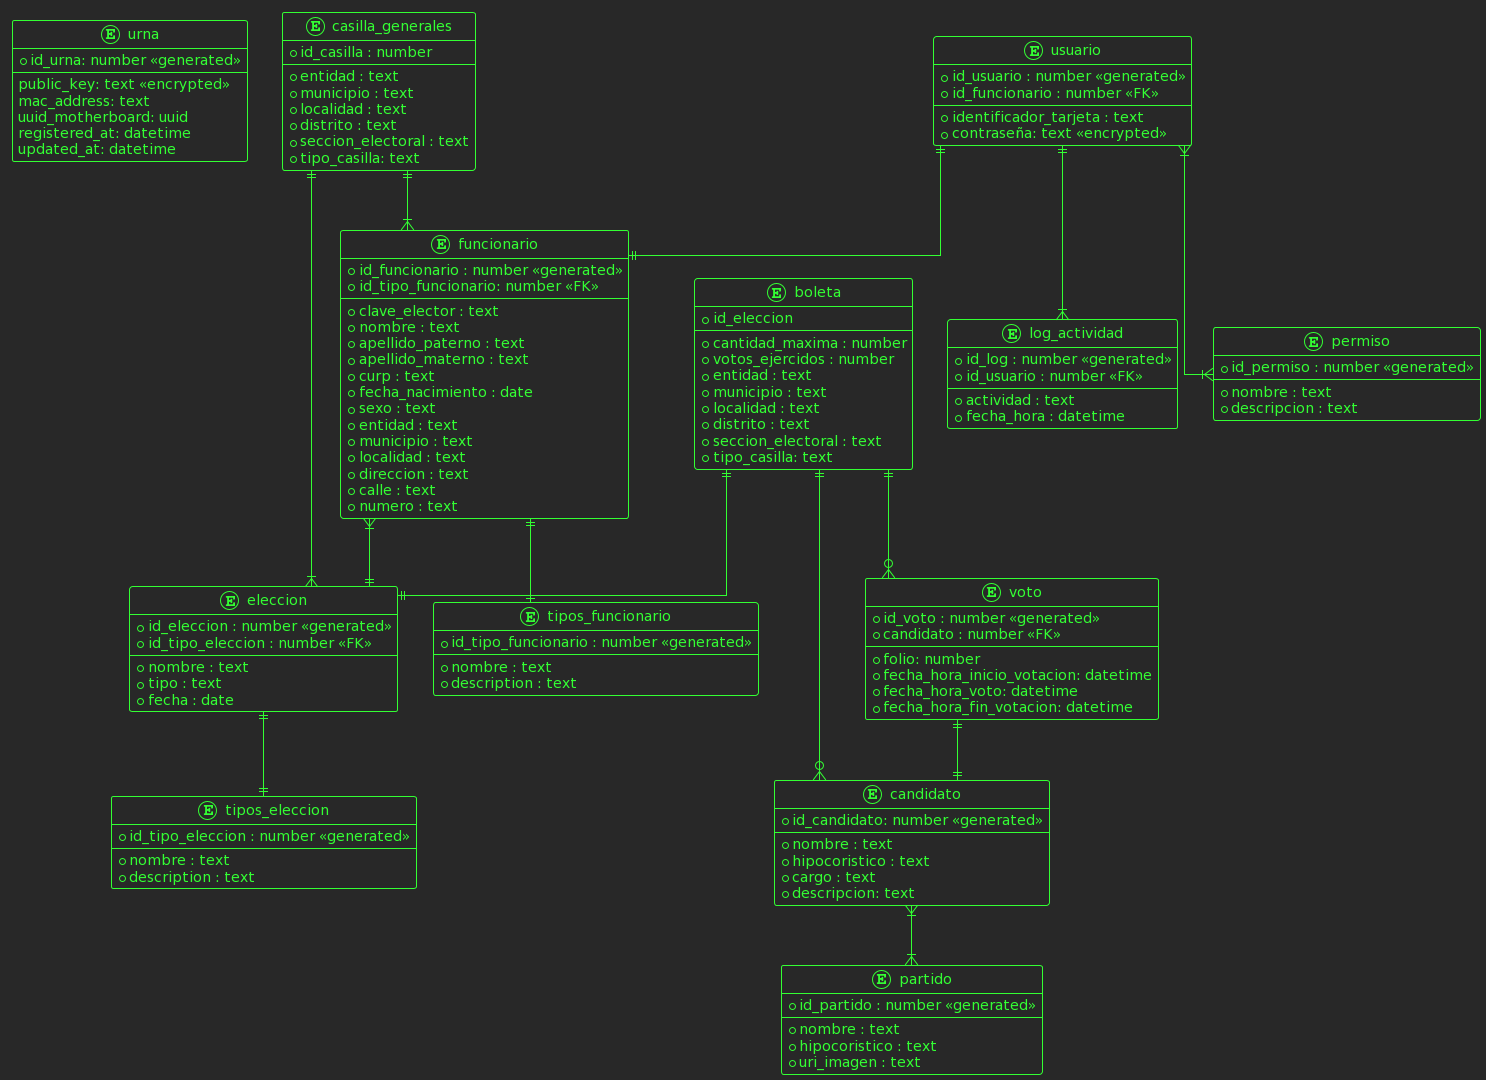 E urna
id_urna: number «generated»
public_key: text «encrypted»
mac_address: text
uuid_motherboard: uuid
registered_at: datetime
updated_at: datetime
E casilla_generales
id_casilla : number
entidad : text
municipio : text
localidad : text
distrito : text
seccion_electoral : text
tipo_casilla: text
E usuario
id_usuario : number «generated»
id_funcionario : number «FK»
identificador_tarjeta : text
contraseña: text «encrypted»
E funcionario
id_funcionario : number «generated»
id_tipo_funcionario: number «FK»
clave_elector : text
nombre : text
apellido_paterno : text
apellido_materno : text
curp : text
fecha_nacimiento : date
sexo : text
entidad : text
municipio : text
localidad : text
direccion : text
calle : text
numero : text
E boleta
id_eleccion
cantidad_maxima : number
votos_ejercidos : number
entidad : text
municipio : text
localidad : text
distrito : text
seccion_electoral : text
tipo_casilla: text
E log_actividad
id_log : number «generated»
id_usuario : number «FK»
actividad : text
fecha_hora : datetime
E permiso
id_permiso : number «generated»
nombre : text
descripcion : text
E eleccion
id_eleccion : number «generated»
id_tipo_eleccion : number «FK»
nombre : text
tipo : text
fecha : date
E tipos_funcionario
id_tipo_funcionario : number «generated»
nombre : text
description : text
E voto
id_voto : number «generated»
candidato : number «FK»
folio: number
fecha_hora_inicio_votacion: datetime
fecha_hora_voto: datetime
fecha_hora_fin_votacion: datetime
E tipos_eleccion
id_tipo_eleccion : number «generated»
nombre : text
description : text
E candidato
id_candidato: number «generated»
nombre : text
hipocoristico : text
cargo : text
descripcion: text
E partido
id_partido : number «generated»
nombre : text
hipocoristico : text
uri_imagen : text